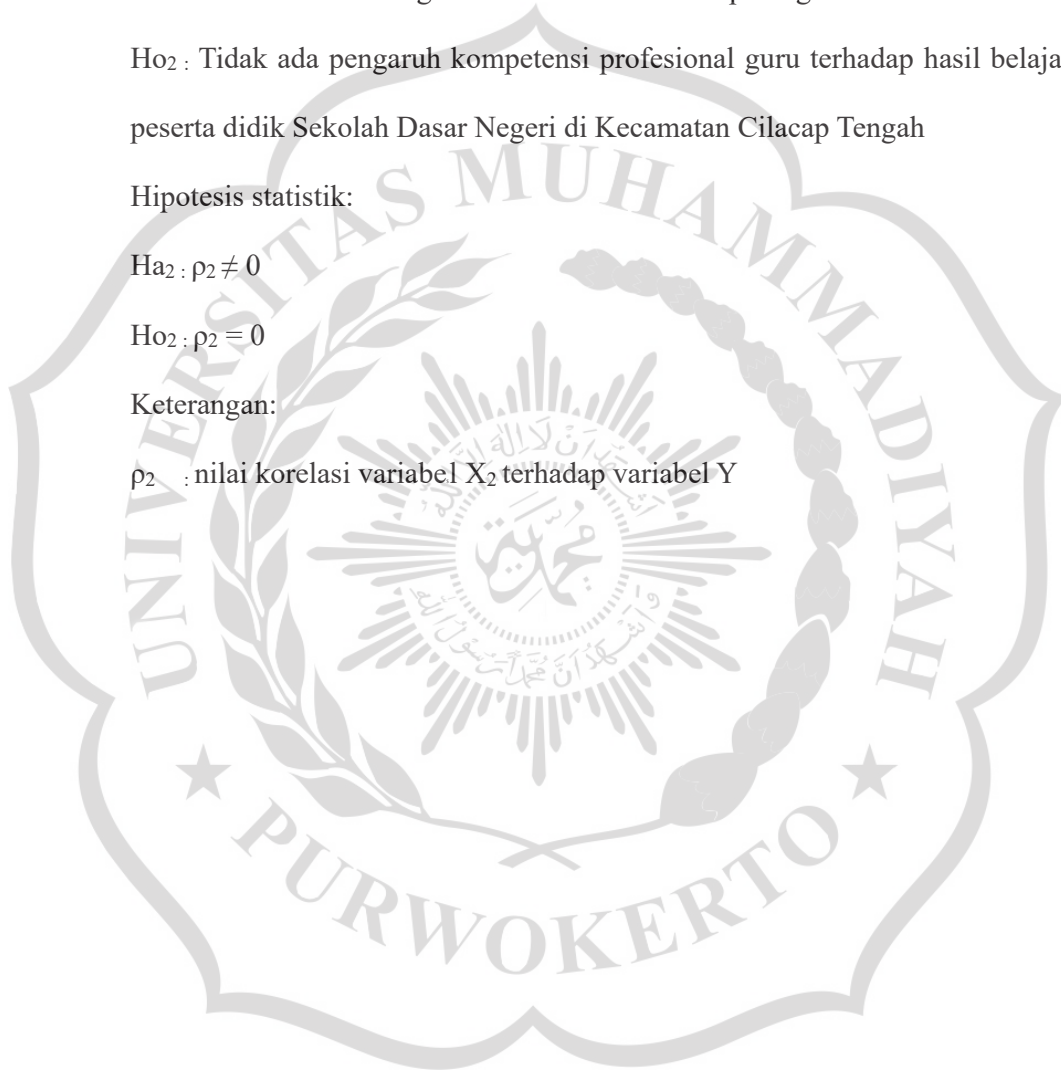 Ho2 : Tidak ada pengaruh kompetensi profesional guru terhadap hasil belaja
peserta didik Sekolah Dasar Negeri di Kecamatan Cilacap Tengah
Hipotesis statistik:
Ha2 : ρ2 ≠ 0
Ho2 : ρ2 = 0
Keterangan:
ρ2 : nilai korelasi variabel X2 terhadap variabel Y
UNIVERSITAS MUHAMMADIYAH
★ PURWOKERTO ★
محمدية